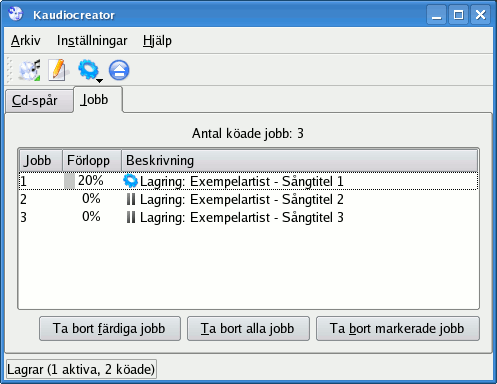 Kaudiocreator
Arkiv Inställningar Hjälp
Cd-spår Jobb
Antal köade jobb: 3
Jobb Förlopp Beskrivning
1 20% Lagring: Exempelartist - Sångtitel 1
2 0% Lagring: Exempelartist - Sångtitel 2
3 0% Lagring: Exempelartist - Sångtitel 3
Ta bort färdiga jobb Ta bort alla jobb Ta bort markerade jobb
Lagrar (1 aktiva, 2 köade)